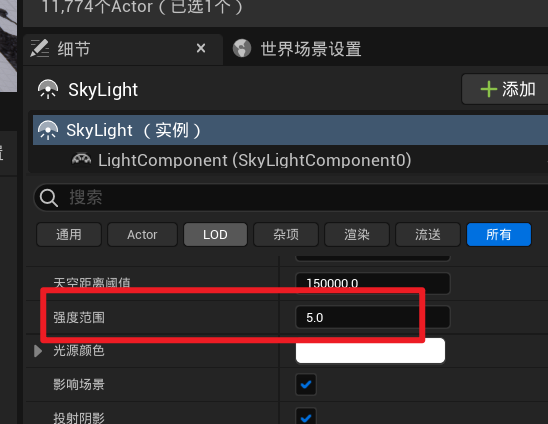 11,774个Actor（已选1个）
细节 × 世界场景设置
SkyLight
添加
SkyLight （实例）
LightComponent (SkyLightComponent0)
置
搜索
通用 Actor LOD 杂项 渲染 流送 所有
天空距离阈值 150000.0
强度范围 5.0
光源颜色
影响场景
投射阴影